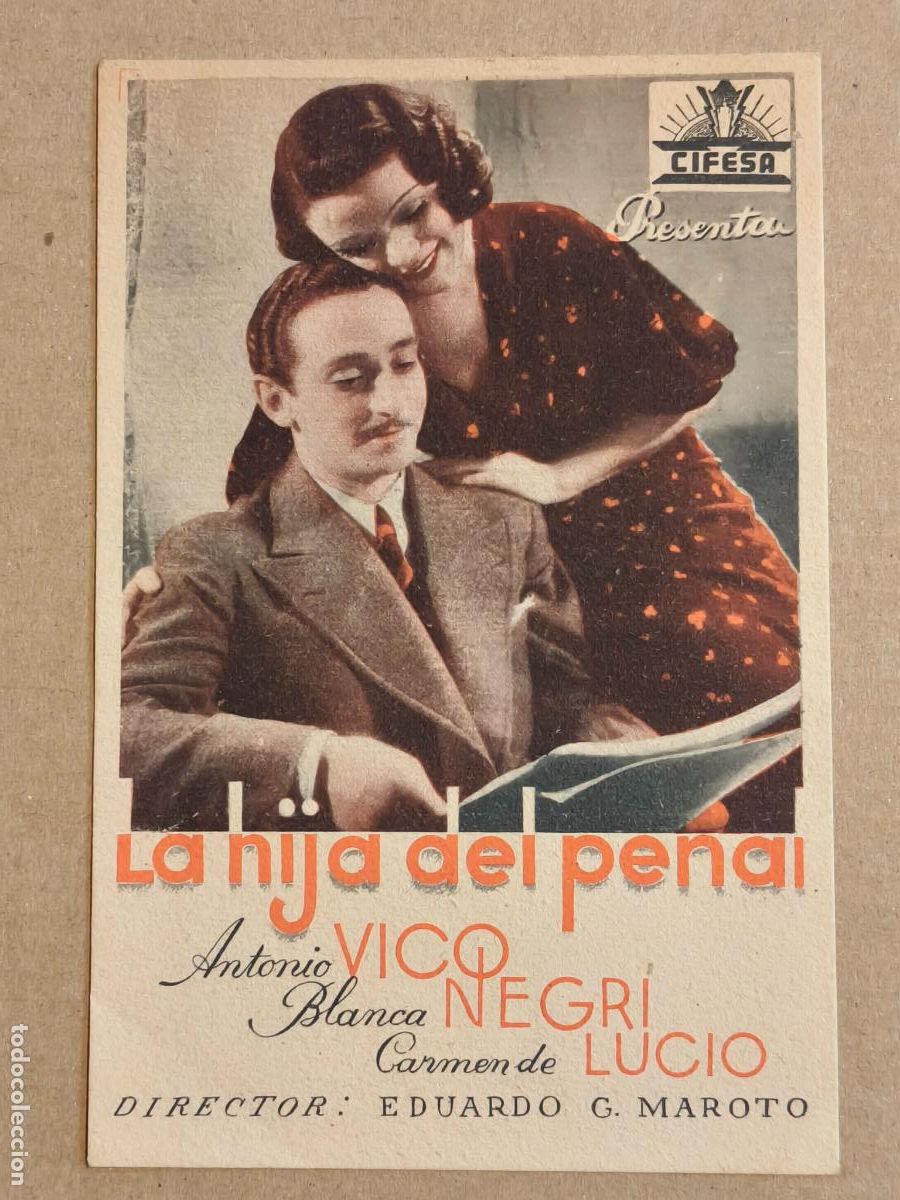 CIFESA
Presenta
La hija del penal
Antonio VICO
Blanca NEGRI
Carmen de LUCIO
DIRECTOR: EDUARDO G. MAROTO
todocoleccion